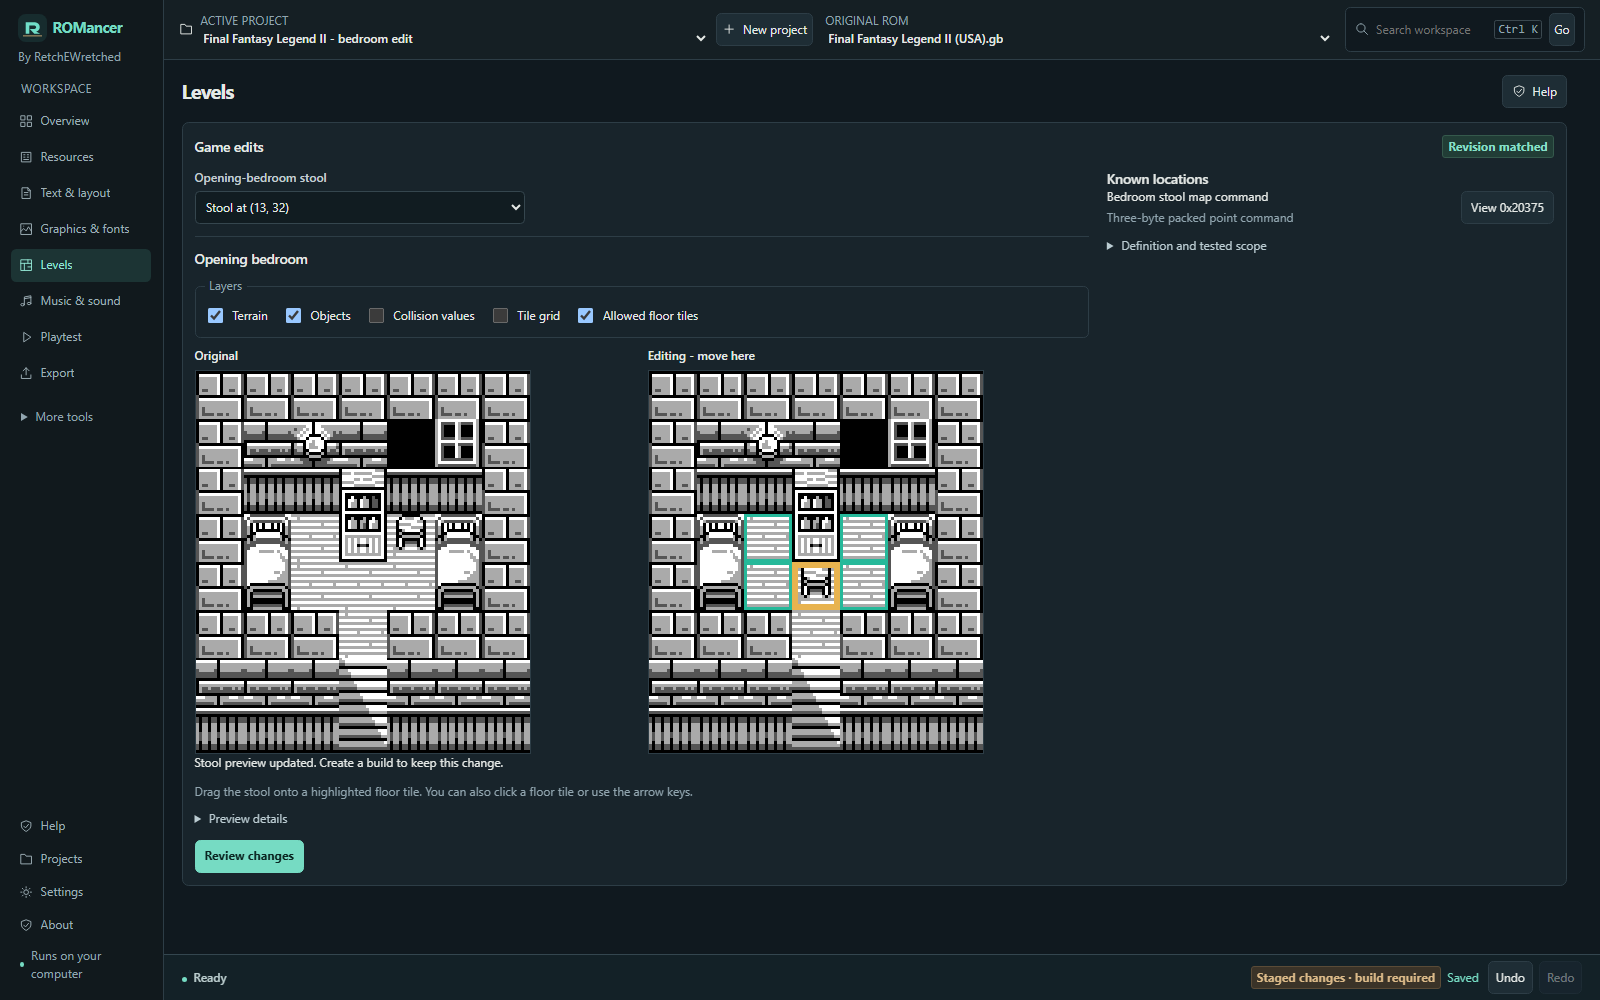 ROMancer
By RetchEWretched
WORKSPACE
Overview
Resources
Text & layout
Graphics & fonts
Levels
Music & sound
Playtest
Export
More tools
Help
Projects
Settings
About
Runs on your
computer
ACTIVE PROJECT
Final Fantasy Legend II - bedroom edit
New project
ORIGINAL ROM
Final Fantasy Legend II (USA).gb
Search workspace
Ctrl K
Go
Levels
Help
Game edits
Revision matched
Opening-bedroom stool
Stool at (13, 32)
Known locations
Bedroom stool map command
Three-byte packed point command
View 0x20375
Definition and tested scope
Opening bedroom
Layers
Terrain
Objects
Collision values
Tile grid
Allowed floor tiles
Original
Editing - move here
Stool preview updated. Create a build to keep this change.
Drag the stool onto a highlighted floor tile. You can also click a floor tile or use the arrow keys.
Preview details
Review changes
Ready
Staged changes · build required
Saved
Undo
Redo